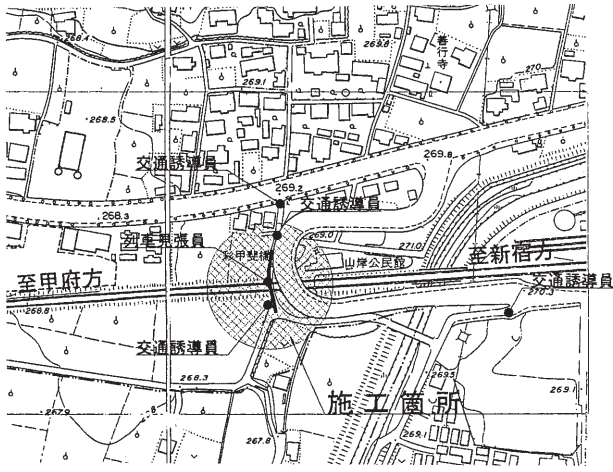 268.4
269.8
善行寺
269.1
270.
268.5
交通誘導員
269.2
269.8
268.3
交通誘導員
269.0
列車見張員
271.0
至新宿方
山岸公民館
至甲府方
交通誘導員
270.3
268.8
交通誘導員
268.3
269.5
269.1
施工箇所
267.9
267.8
269.1